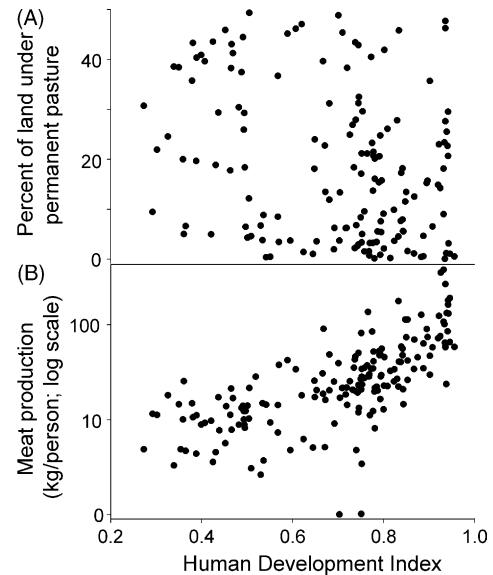 (A)
Percent of land under
permanent pasture
40
20
0
(B)
Meat production
(kg/person; log scale)
100
10
0
0.2
0.4
0.6
0.8
1.0
Human Development Index